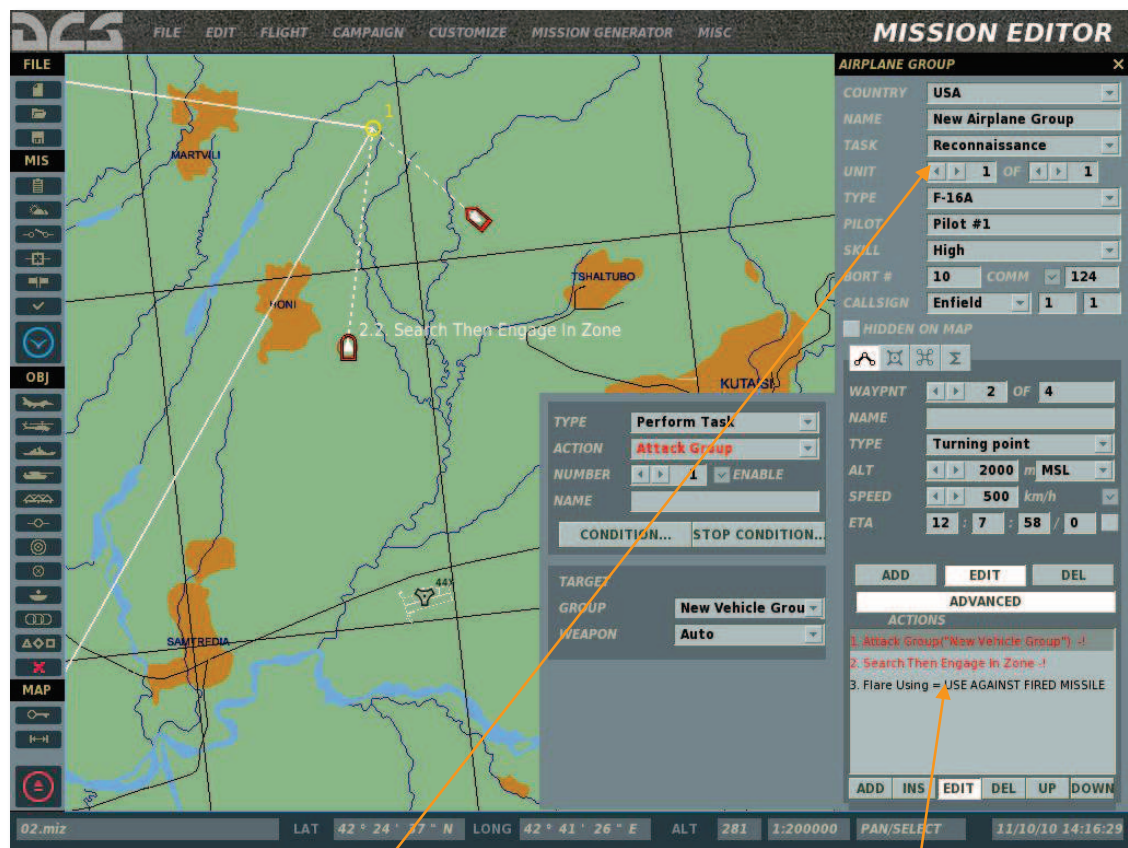 DCS FILE EDIT FLIGHT CAMPAIGN CUSTOMIZE MISSION GENERATOR MISC MISSION EDITOR
FILE
MIS
OBJ
MAP
1
MARTVILI
HONI
TSHALTUBO
2.2 Search Then Engage In Zone
KUTAISI
44X
SAMTREDIA
TYPE Perform Task
ACTION Attack Group
NUMBER 1 ENABLE
NAME
CONDITION... STOP CONDITION...
TARGET
GROUP New Vehicle Grou
WEAPON Auto
AIRPLANE GROUP X
COUNTRY USA
NAME New Airplane Group
TASK Reconnaissance
UNIT 1 OF 1
TYPE F-16A
PILOT Pilot #1
SKILL High
BORT # 10 COMM 124
CALLSIGN Enfield 1 1
HIDDEN ON MAP
Σ
WAYPNT 2 OF 4
NAME
TYPE Turning point
ALT 2000 m MSL
SPEED 500 km/h
ETA 12 : 7 : 58 / 0
ADD EDIT DEL
ADVANCED
ACTIONS
1. Attack Group("New Vehicle Group") -!
2. Search Then Engage In Zone -!
3. Flare Using = USE AGAINST FIRED MISSILE
ADD INS EDIT DEL UP DOWN
02.miz LAT 42 ° 24 ' 37 " N LONG 42 ° 41 ' 26 " E ALT 281 1:200000 PAN/SELECT 11/10/10 14:16:29